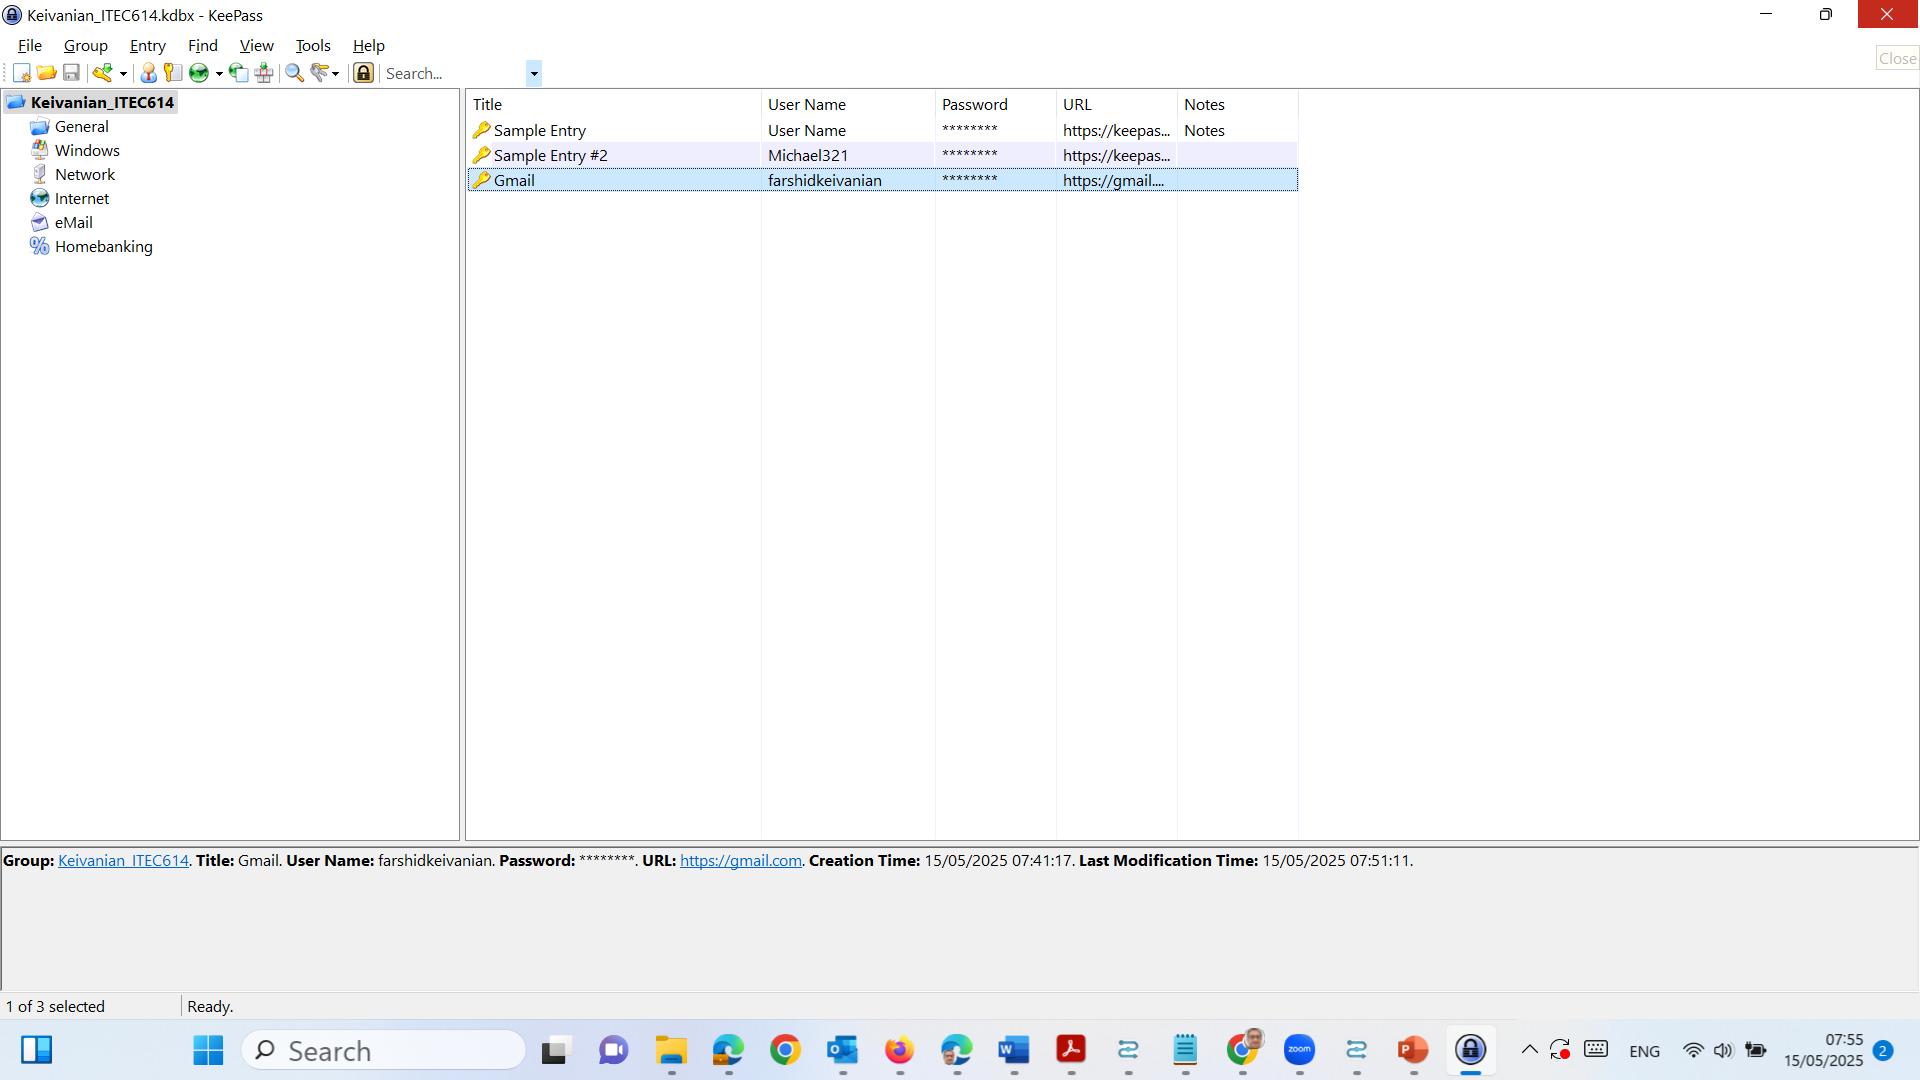 Keivanian_ITEC614.kdbx - KeePass
File Group Entry Find View Tools Help
Search...
Close
Keivanian_ITEC614
General
Windows
Network
Internet
eMail
Homebanking
Title User Name Password URL Notes
Sample Entry User Name ******** https://keepas... Notes
Sample Entry #2 Michael321 ******** https://keepas...
Gmail farshidkeivanian ******** https://gmail....
Group: Keivanian_ITEC614. Title: Gmail. User Name: farshidkeivanian. Password: ********. URL: https://gmail.com. Creation Time: 15/05/2025 07:41:17. Last Modification Time: 15/05/2025 07:51:11.
1 of 3 selected Ready.
Search
zoom
ENG
07:55
15/05/2025
2